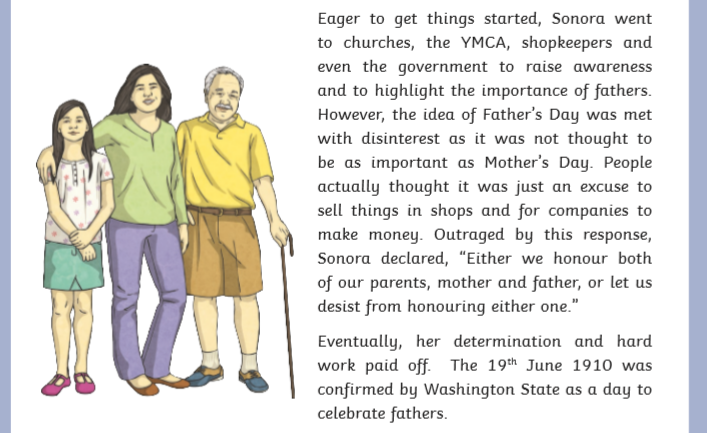 Eager to get things started, Sonora went
to churches, the YMCA, shopkeepers and
even the government to raise awareness
and to highlight the importance of fathers.
However, the idea of Father’s Day was met
with disinterest as it was not thought to
be as important as Mother’s Day. People
actually thought it was just an excuse to
sell things in shops and for companies to
make money. Outraged by this response,
Sonora declared, “Either we honour both
of our parents, mother and father, or let us
desist from honouring either one.”
Eventually, her determination and hard
work paid off. The 19th June 1910 was
confirmed by Washington State as a day to
celebrate fathers.